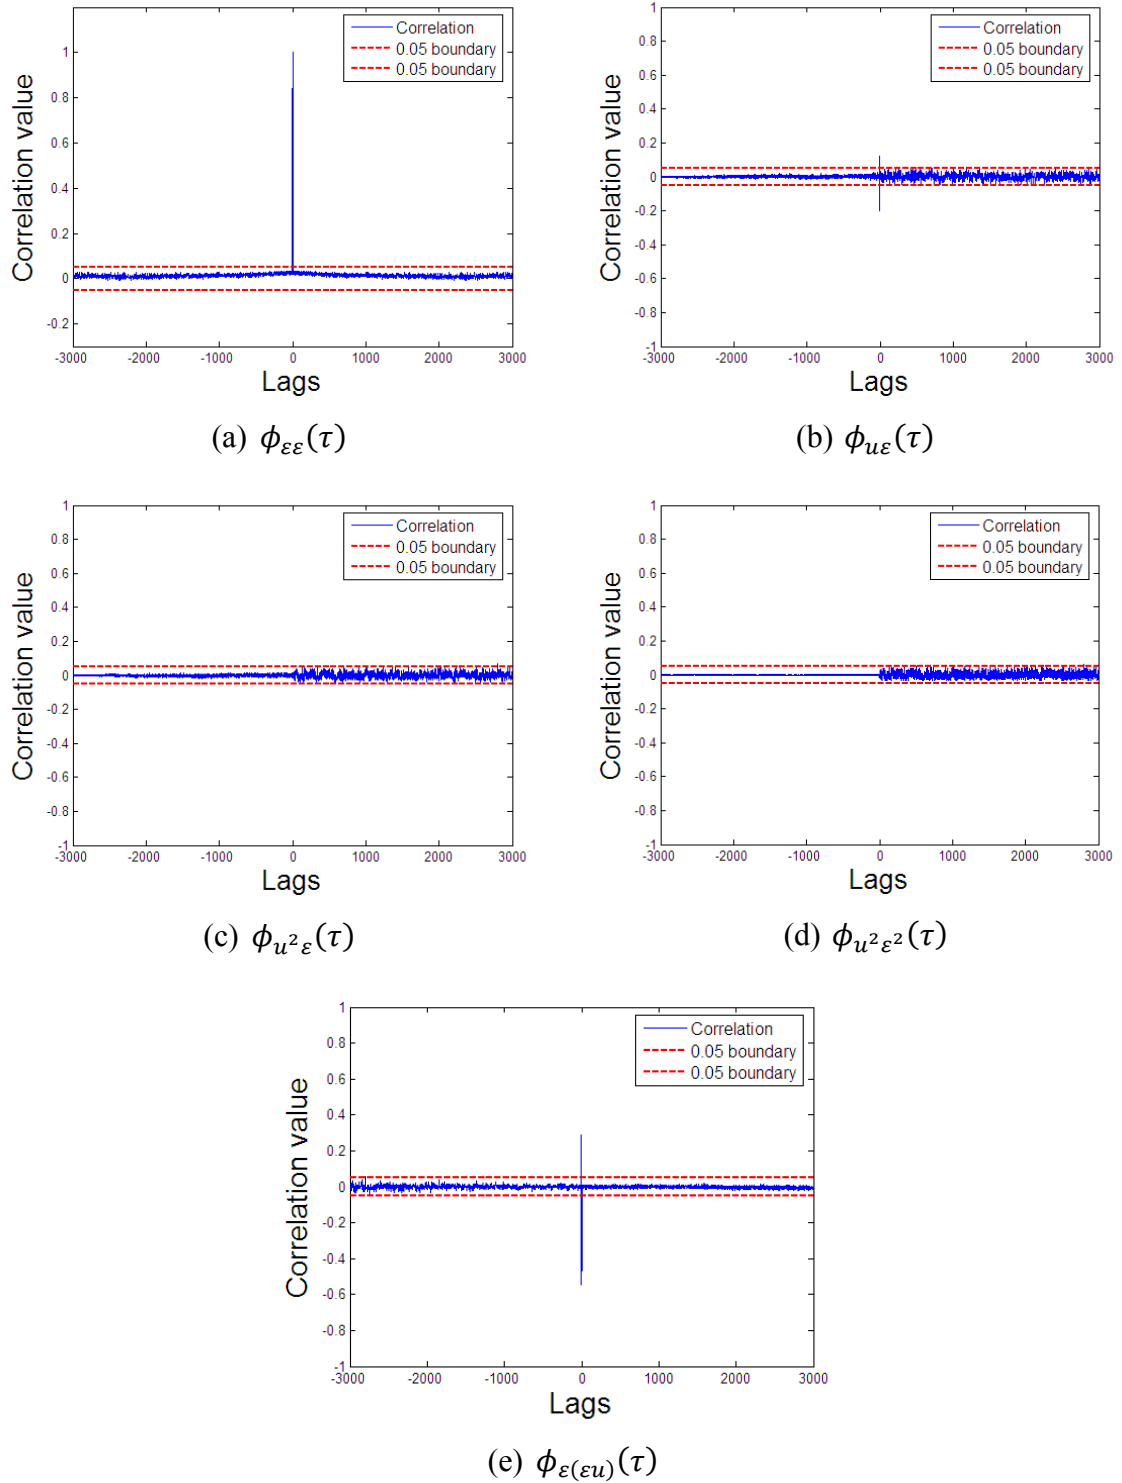 Correlation
0.05 boundary
0.05 boundary
1
0.8
0.6
0.4
0.2
0
-0.2
Correlation value
-3000 -2000 -1000 0 1000 2000 3000
Lags
(a) ϕεε(τ)
Correlation
0.05 boundary
0.05 boundary
1
0.8
0.6
0.4
0.2
0
-0.2
-0.4
-0.6
-0.8
-1
Correlation value
-3000 -2000 -1000 0 1000 2000 3000
Lags
(b) ϕuε(τ)
Correlation
0.05 boundary
0.05 boundary
1
0.8
0.6
0.4
0.2
0
-0.2
-0.4
-0.6
-0.8
-1
Correlation value
-3000 -2000 -1000 0 1000 2000 3000
Lags
(c) ϕu²ε(τ)
Correlation
0.05 boundary
0.05 boundary
1
0.8
0.6
0.4
0.2
0
-0.2
-0.4
-0.6
-0.8
-1
Correlation value
-3000 -2000 -1000 0 1000 2000 3000
Lags
(d) ϕu²ε²(τ)
Correlation
0.05 boundary
0.05 boundary
1
0.8
0.6
0.4
0.2
0
-0.2
-0.4
-0.6
-0.8
-1
Correlation value
-3000 -2000 -1000 0 1000 2000 3000
Lags
(e) ϕε(εu)(τ)